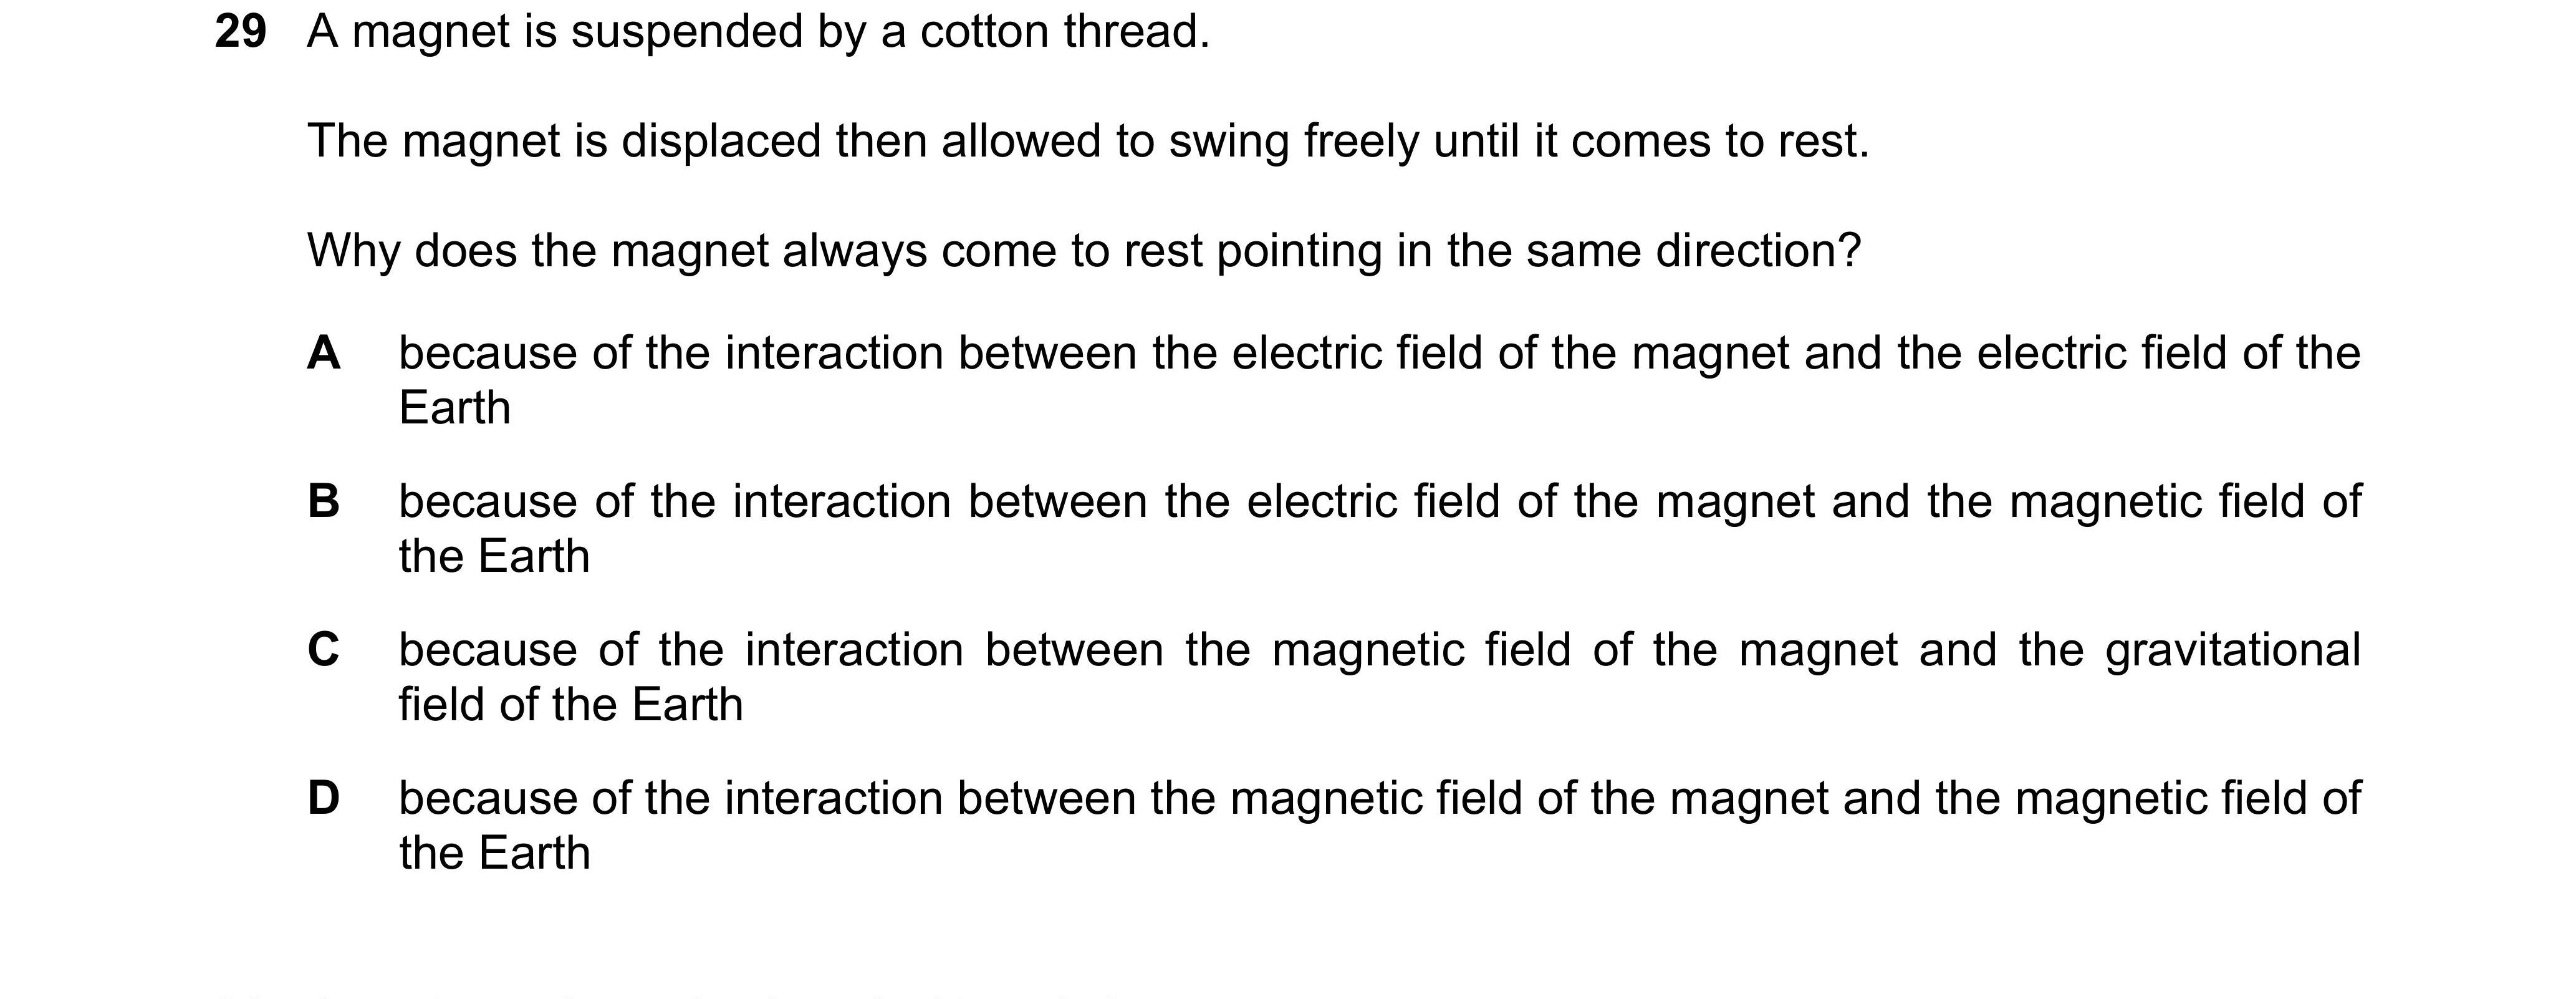 29 A magnet is suspended by a cotton thread.
The magnet is displaced then allowed to swing freely until it comes to rest.
Why does the magnet always come to rest pointing in the same direction?
A because of the interaction between the electric field of the magnet and the electric field of the
Earth
B because of the interaction between the electric field of the magnet and the magnetic field of
the Earth
C because of the interaction between the magnetic field of the magnet and the gravitational
field of the Earth
D because of the interaction between the magnetic field of the magnet and the magnetic field of
the Earth